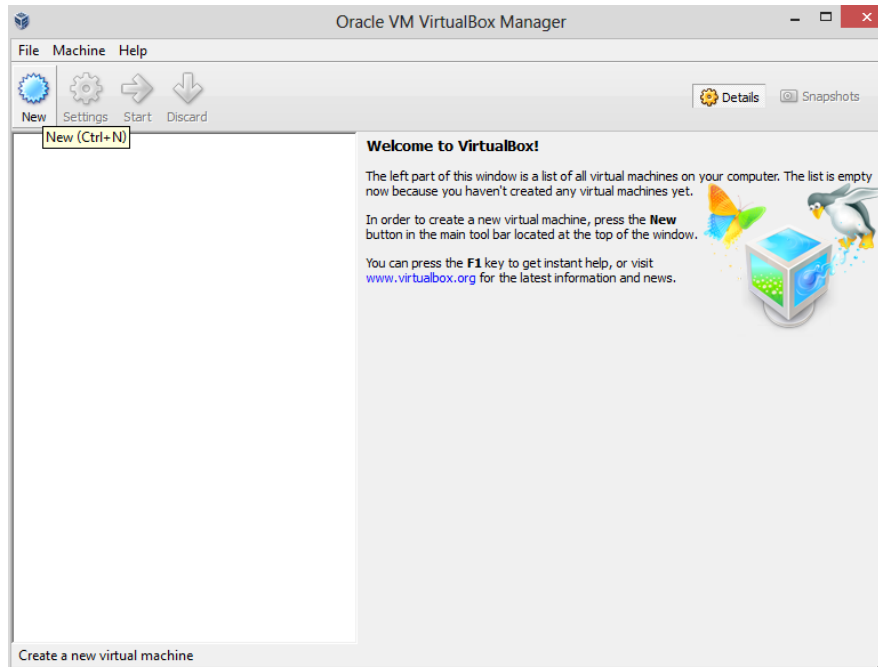 Oracle VM VirtualBox Manager
File Machine Help
New Settings Start Discard
Details Snapshots
New (Ctrl+N)
Welcome to VirtualBox!
The left part of this window is a list of all virtual machines on your computer. The list is empty
now because you haven't created any virtual machines yet.
In order to create a new virtual machine, press the New
button in the main tool bar located at the top of the window.
You can press the F1 key to get instant help, or visit
www.virtualbox.org for the latest information and news.
Create a new virtual machine